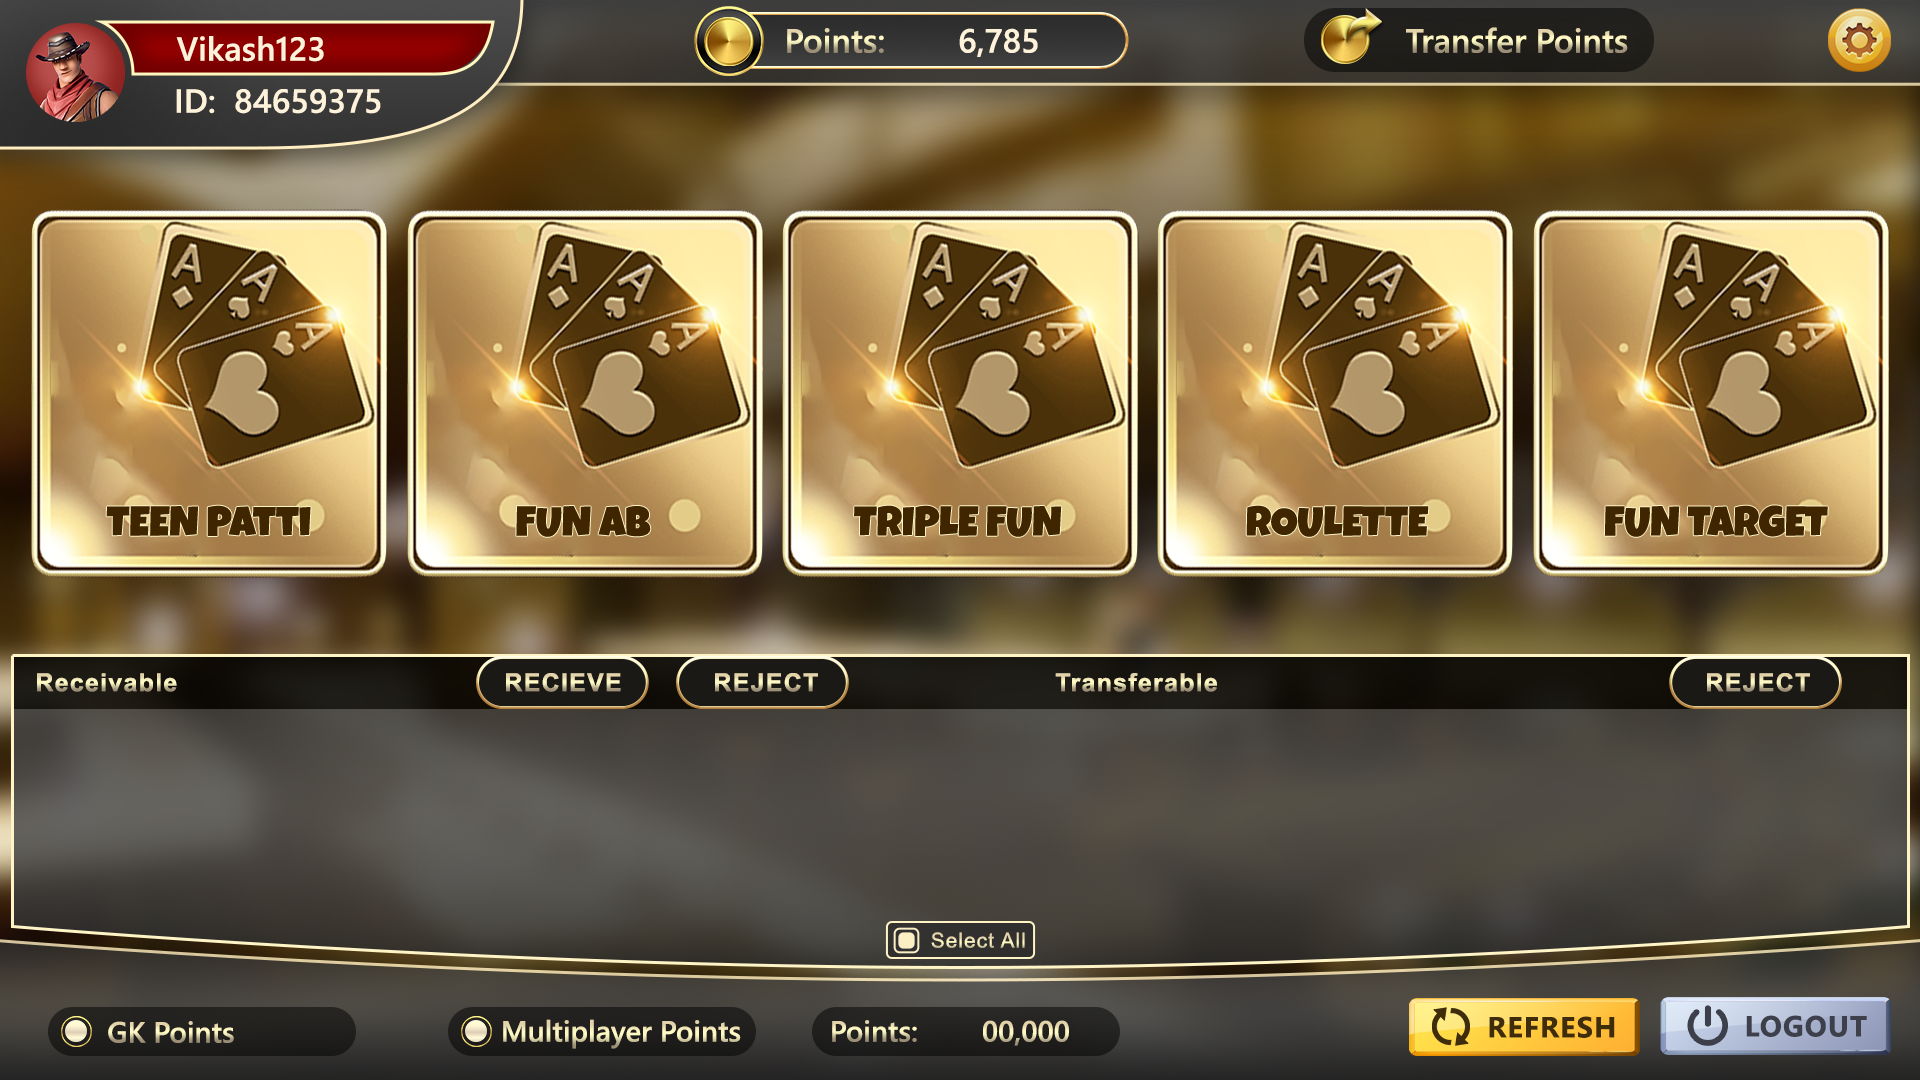 Vikash123
ID: 84659375
Points: 6,785
Transfer Points
A A A
A A A
A A A
A A A
A A A
TEEN PATTI
FUN AB
TRIPLE FUN
ROULETTE
FUN TARGET
Receivable
RECIEVE
REJECT
Transferable
REJECT
Select All
GK Points
Multiplayer Points
Points: 00,000
REFRESH
LOGOUT